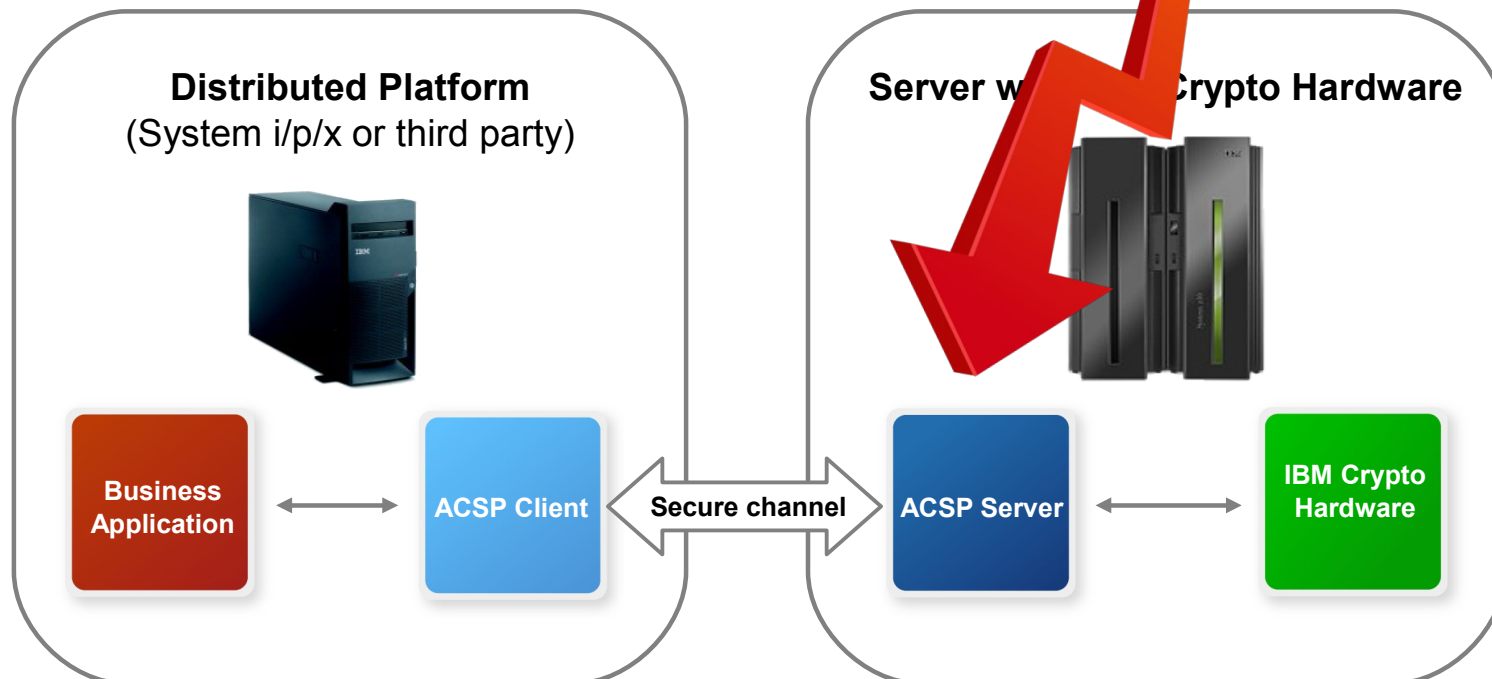 Distributed Platform
(System i/p/x or third party)
Server Crypto Hardware
IBM
Business
Application
ACSP Client
Secure channel
ACSP Server
IBM Crypto
Hardware